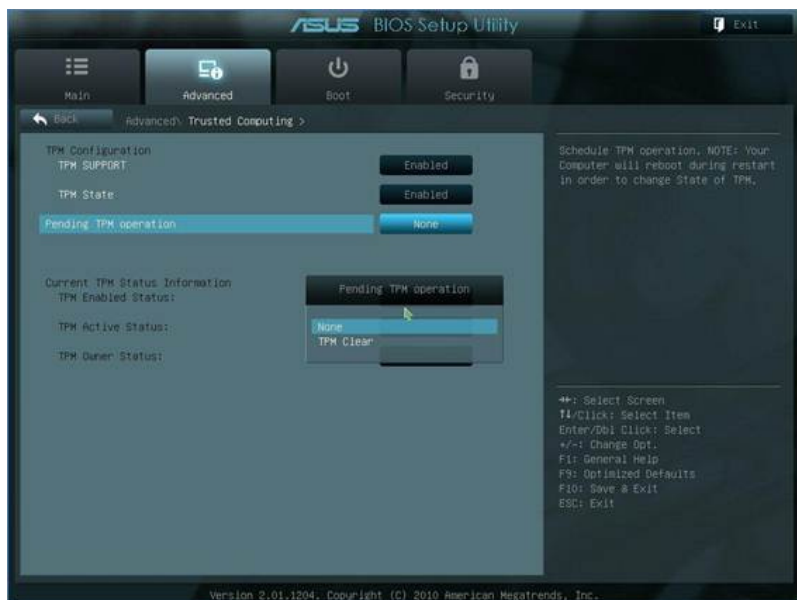 ASUS BIOS Setup Utility
Exit
Main
Advanced
Boot
Security
Back
Advanced\ Trusted Computing >
TPM Configuration
TPM SUPPORT
Enabled
TPM State
Enabled
Pending TPM operation
None
Schedule TPM operation. NOTE: Your
Computer will reboot during restart
in order to change State of TPM.
Current TPM Status Information
TPM Enabled Status:
TPM Active Status:
TPM Owner Status:
Pending TPM operation
None
TPM Clear
→←: Select Screen
↑↓/Click: Select Item
Enter/Dbl Click: Select
+/-: Change Opt.
F1: General Help
F9: Optimized Defaults
F10: Save & Exit
ESC: Exit
Version 2.01.1204. Copyright (C) 2010 American Megatrends, Inc.